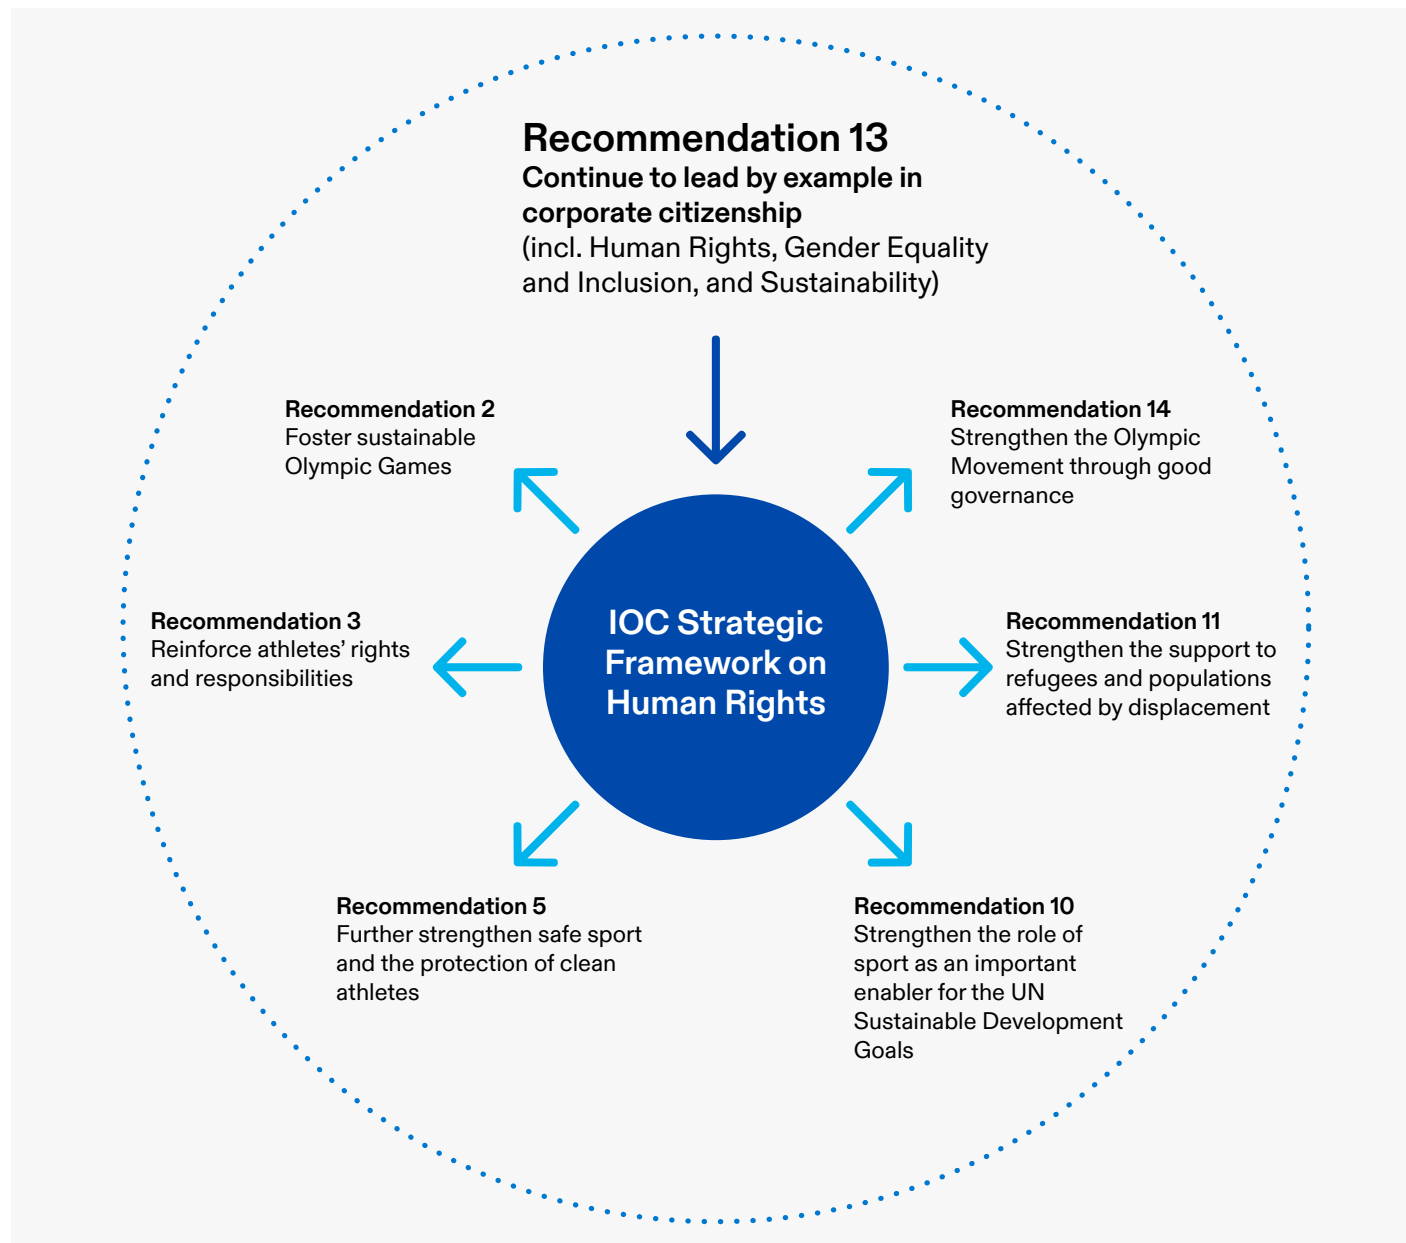 Recommendation 13
Continue to lead by example in
corporate citizenship
(incl. Human Rights, Gender Equality
and Inclusion, and Sustainability)
Recommendation 2
Foster sustainable
Olympic Games
Recommendation 14
Strengthen the Olympic
Movement through good
governance
Recommendation 3
Reinforce athletes’ rights
and responsibilities
IOC Strategic
Framework on
Human Rights
Recommendation 11
Strengthen the support to
refugees and populations
affected by displacement
Recommendation 5
Further strengthen safe sport
and the protection of clean
athletes
Recommendation 10
Strengthen the role of
sport as an important
enabler for the UN
Sustainable Development
Goals